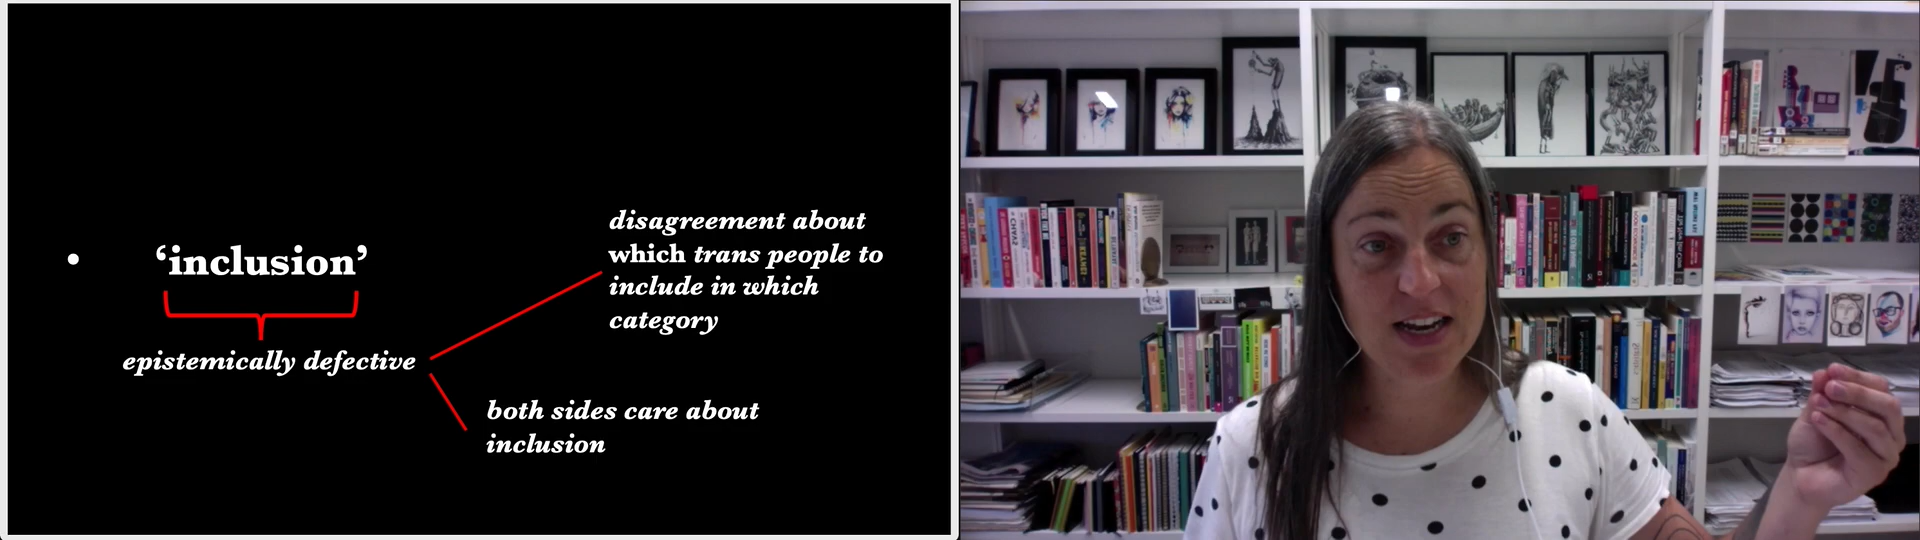 • ‘inclusion’
epistemically defective
disagreement about
which trans people to
include in which
category
both sides care about
inclusion